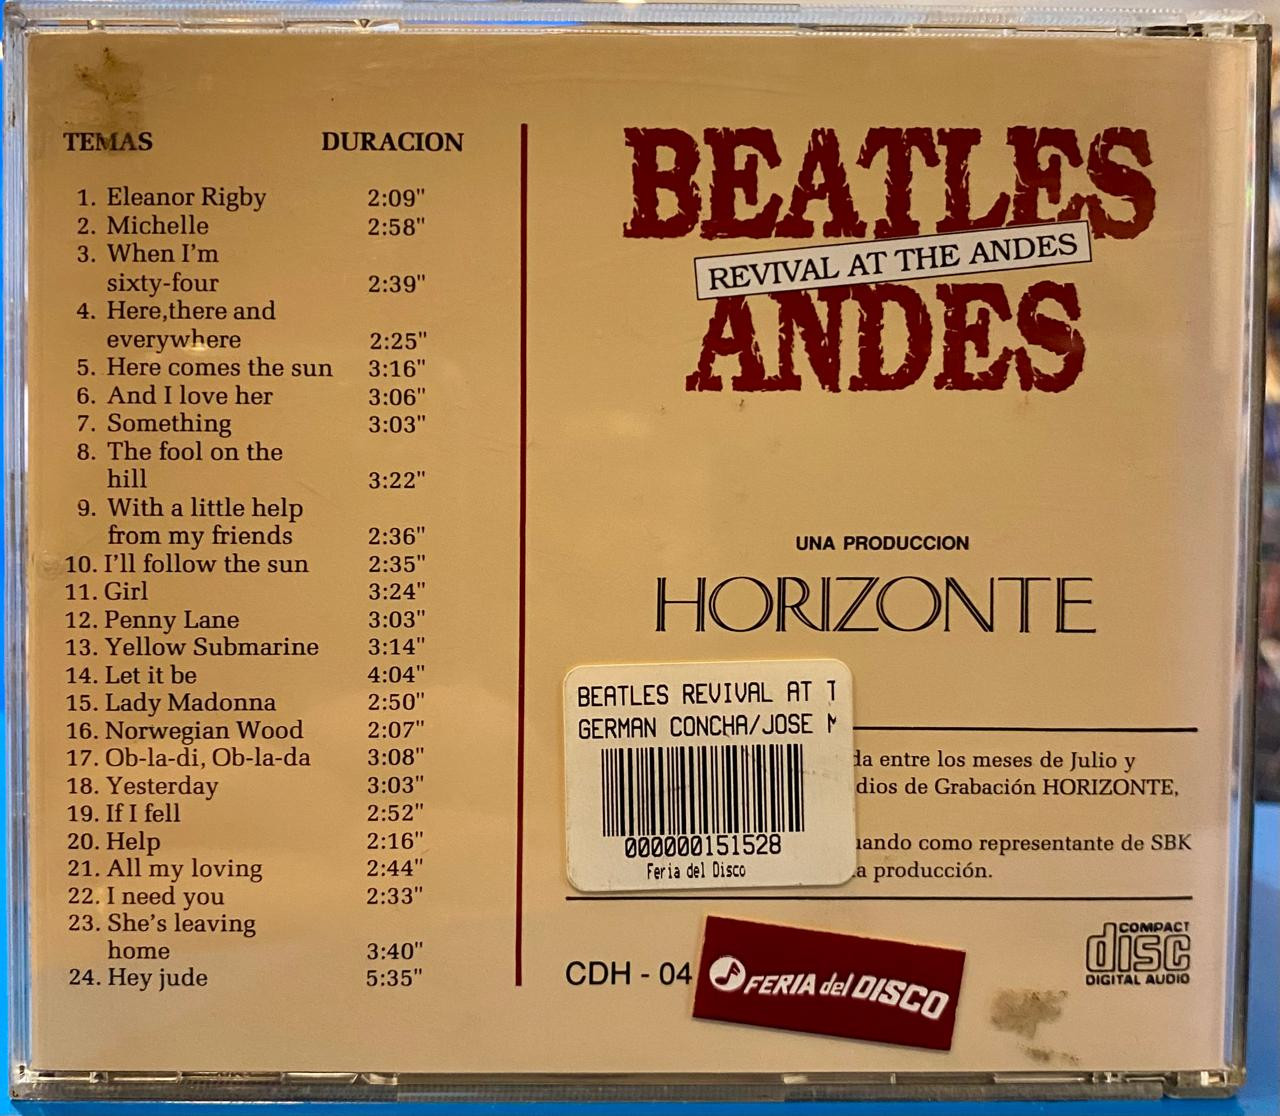 TEMAS DURACION
1. Eleanor Rigby 2:09"
2. Michelle 2:58"
3. When I'm
sixty-four 2:39"
4. Here,there and
everywhere 2:25"
5. Here comes the sun 3:16"
6. And I love her 3:06"
7. Something 3:03"
8. The fool on the
hill 3:22"
9. With a little help
from my friends 2:36"
10. I'll follow the sun 2:35"
11. Girl 3:24"
12. Penny Lane 3:03"
13. Yellow Submarine 3:14"
14. Let it be 4:04"
15. Lady Madonna 2:50"
16. Norwegian Wood 2:07"
17. Ob-la-di, Ob-la-da 3:08"
18. Yesterday 3:03"
19. If I fell 2:52"
20. Help 2:16"
21. All my loving 2:44"
22. I need you 2:33"
23. She's leaving
home 3:40"
24. Hey jude 5:35"
BEATLES
REVIVAL AT THE ANDES
ANDES
UNA PRODUCCION
HORIZONTE
BEATLES REVIVAL AT T
GERMAN CONCHA/JOSE M
000000151528
Feria del Disco
entre los meses de Julio y
de Grabación HORIZONTE,
como representante de SBK
producción.
CDH - 04
FERIA del DISCO
COMPACT
disc
DIGITAL AUDIO